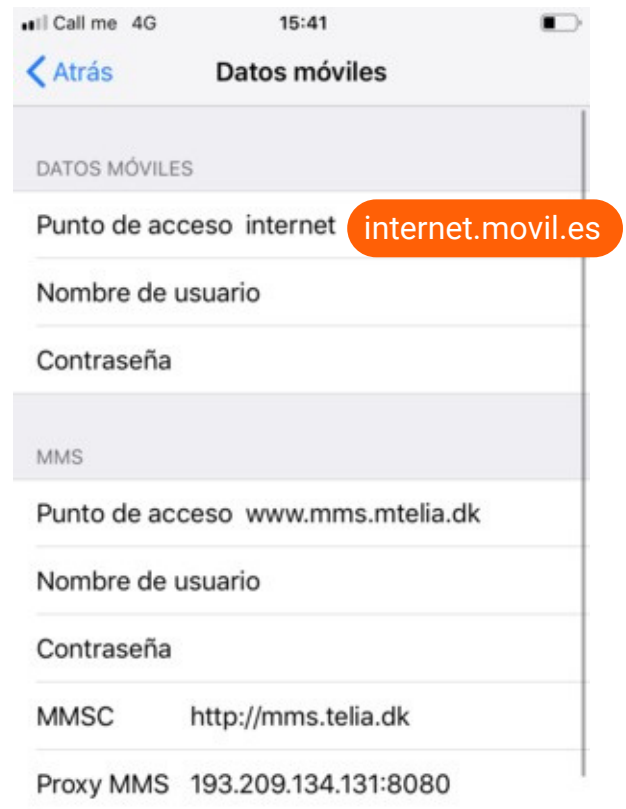 Call me 4G 15:41
Atrás Datos móviles
DATOS MÓVILES
Punto de acceso internet internet.movil.es
Nombre de usuario
Contraseña
MMS
Punto de acceso www.mms.mtelia.dk
Nombre de usuario
Contraseña
MMSC http://mms.telia.dk
Proxy MMS 193.209.134.131:8080